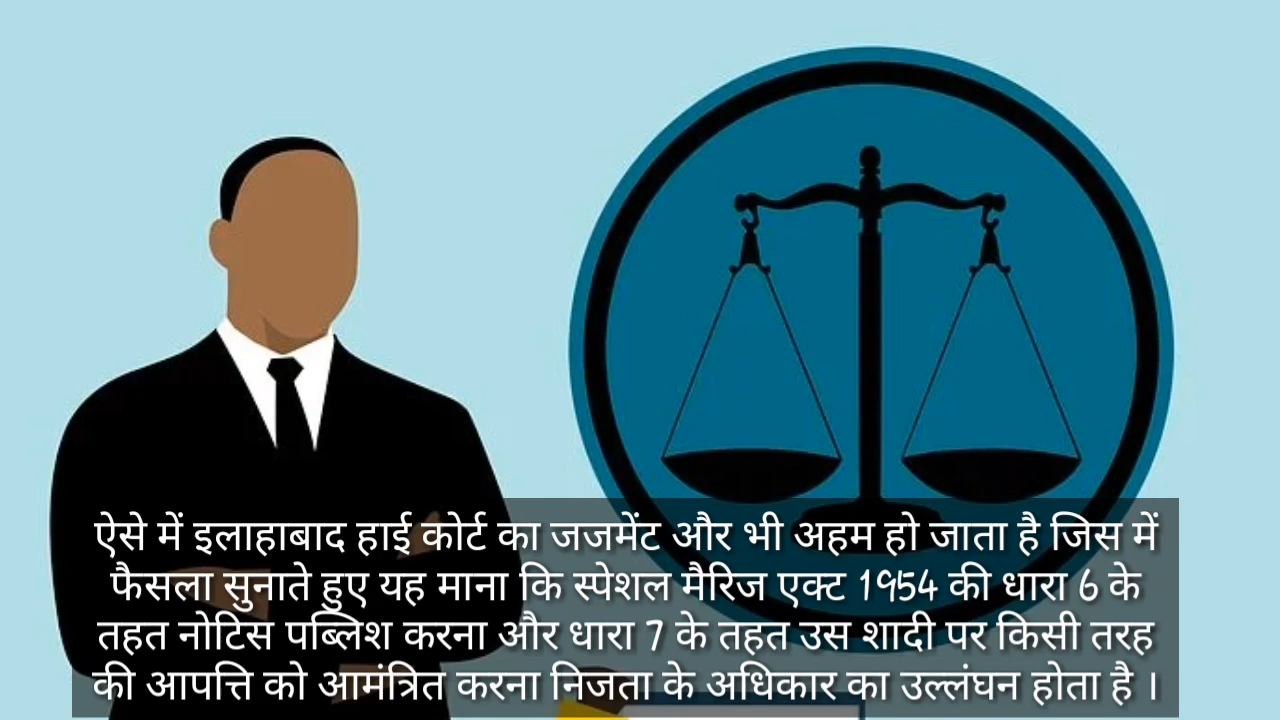 ऐसे में इलाहाबाद हाई कोर्ट का जजमेंट और भी अहम हो जाता है जिस में
फैसला सुनाते हुए यह माना कि स्पेशल मैरिज एक्ट 1954 की धारा 6 के
तहत नोटिस पब्लिश करना और धारा 7 के तहत उस शादी पर किसी तरह
की आपत्ति को आमंत्रित करना निजता के अधिकार का उल्लंघन होता है ।